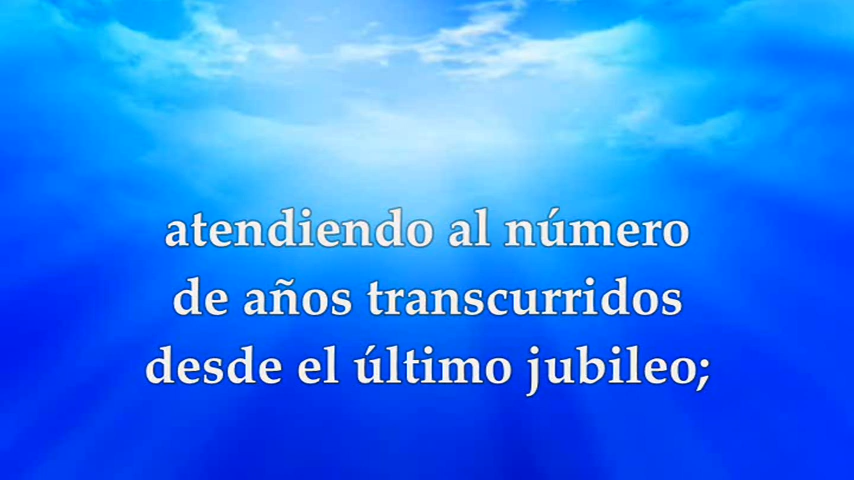 atendiendo al número
de años transcurridos
desde el último jubileo;